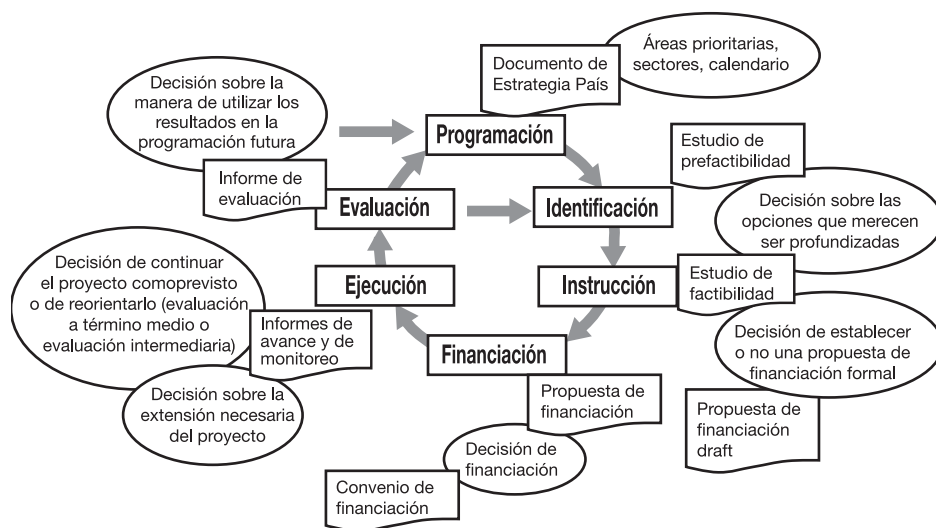 Áreas prioritarias,
sectores, calendario
Documento de
Estrategia País
Decisión sobre la
manera de utilizar los
resultados en la
programación futura
Programación
Estudio de
prefactibilidad
Informe de
evaluación
Evaluación
Identificación
Decisión sobre las
opciones que merecen
ser profundizadas
Decisión de continuar
el proyecto comoprevisto
o de reorientarlo (evaluación
a término medio o
evaluación intermediaria)
Ejecución
Instrucción
Estudio de
factibilidad
Informes de
avance y de
monitoreo
Financiación
Decisión de establecer
o no una propuesta de
financiación formal
Decisión sobre la
extensión necesaria
del proyecto
Propuesta de
financiación
Propuesta de
financiación
draft
Decisión de
financiación
Convenio de
financiación